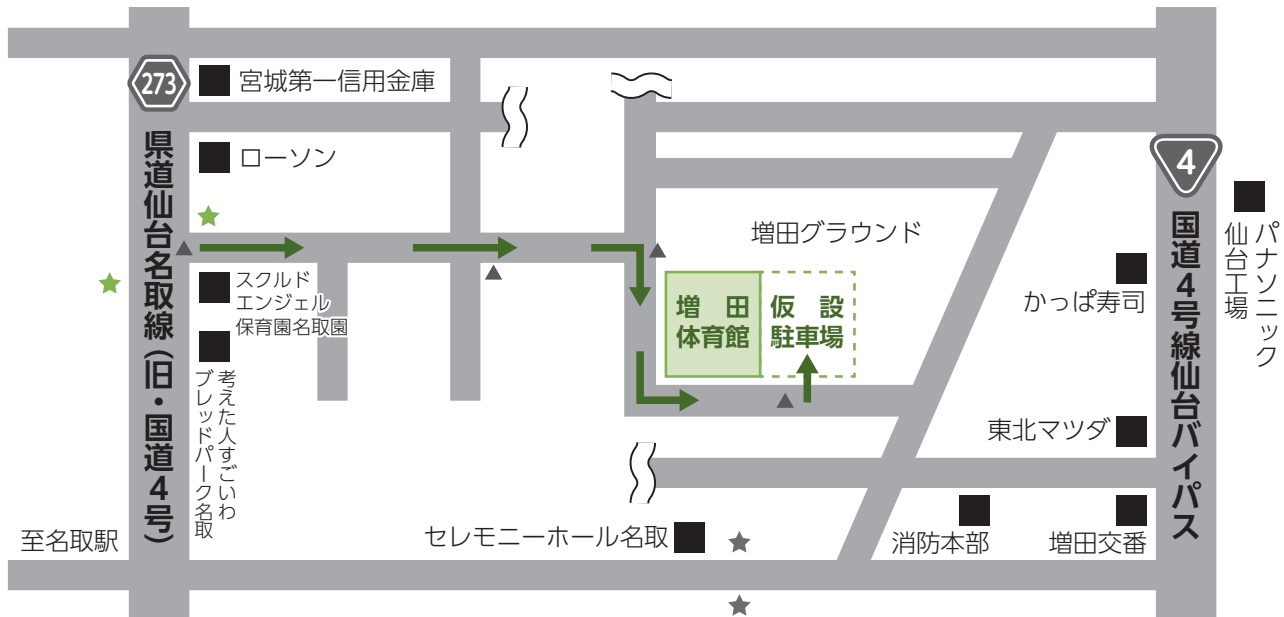 273
宮城第一信用金庫
ローソン
県道仙台名取線（旧・国道４号）
スクルド
エンジェル
保育園名取園
考えた人すごいわ
ブレッドパーク名取
至名取駅
増田グラウンド
増　田
体育館
仮　設
駐車場
セレモニーホール名取
4
国道４号線仙台バイパス
パナソニック
仙台工場
かっぱ寿司
東北マツダ
消防本部
増田交番